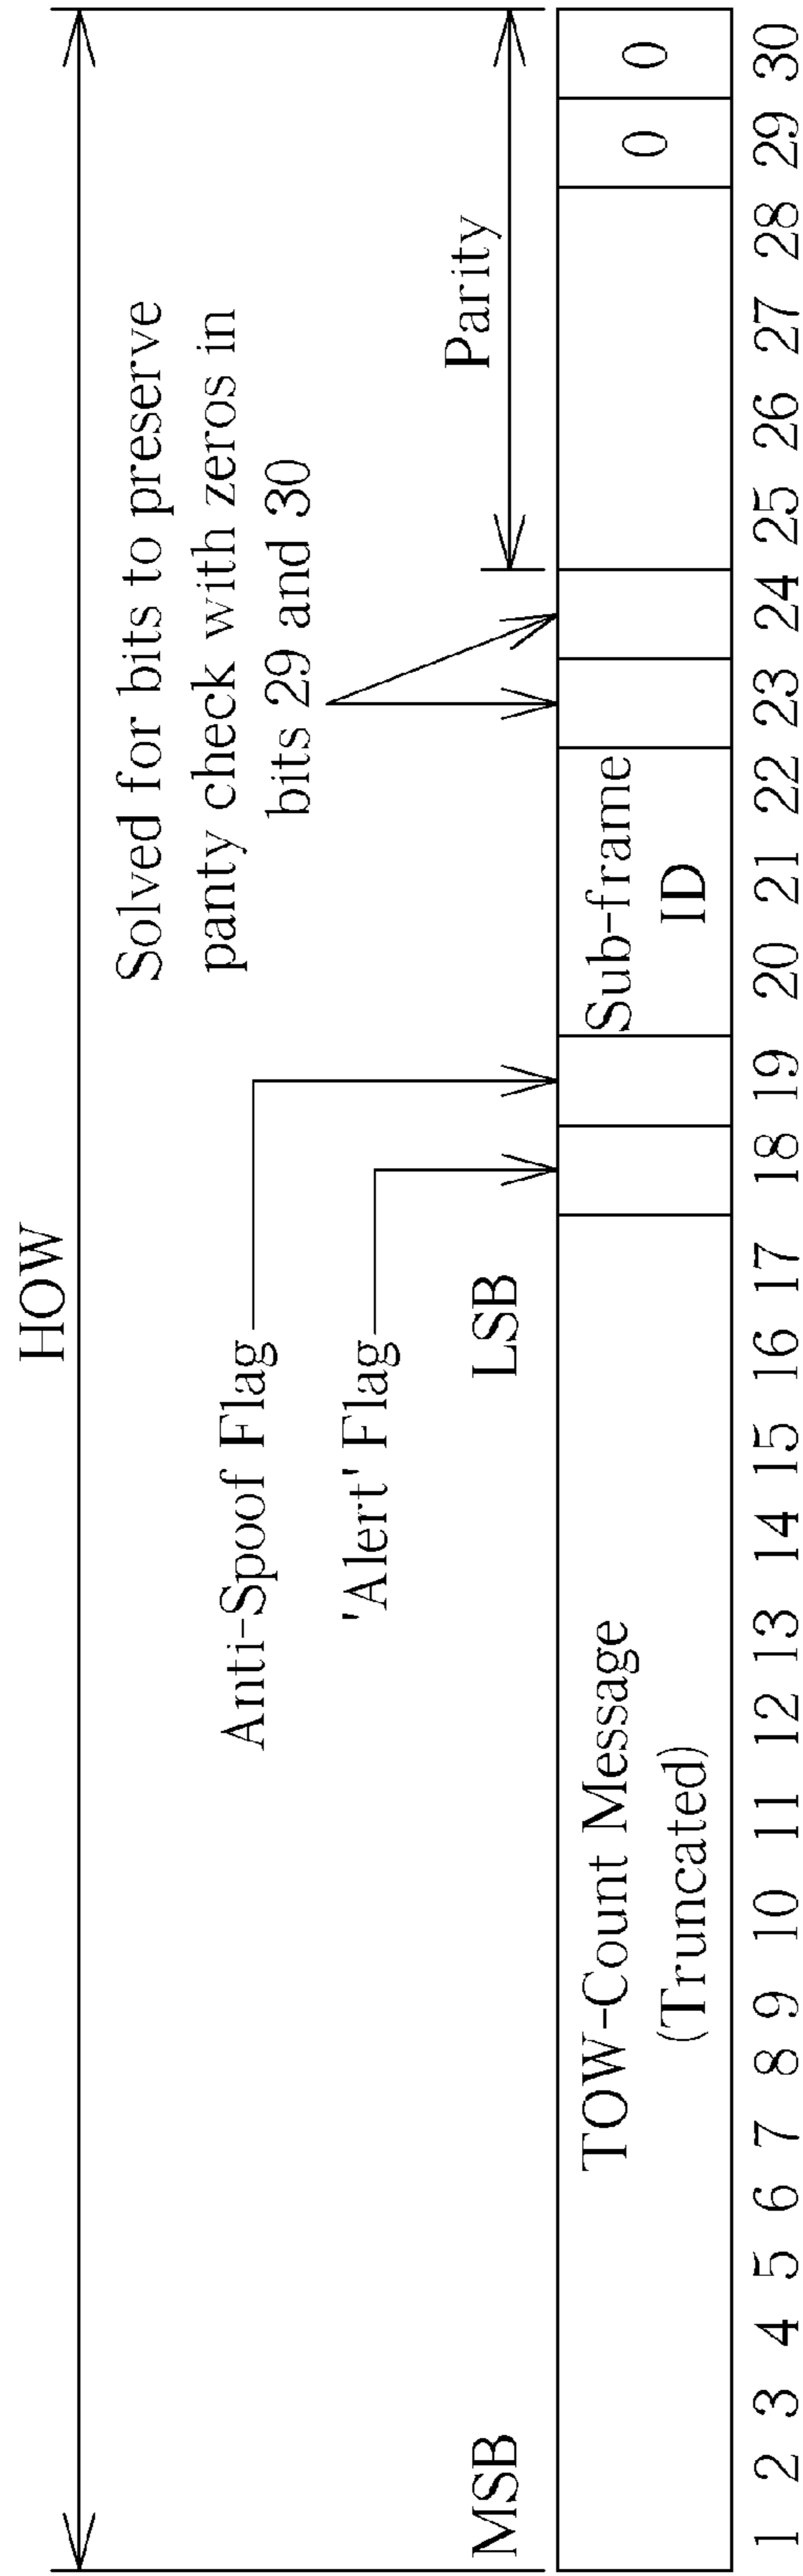 HOW
Solved for bits to preserve
panty check with zeros in
bits 29 and 30
Anti-Spoof Flag
'Alert' Flag
Parity
MSB
LSB
TOW-Count Message
(Truncated)
Sub-frame
ID
0 0
1 2 3 4 5 6 7 8 9 10 11 12 13 14 15 16 17 18 19 20 21 22 23 24 25 26 27 28 29 30